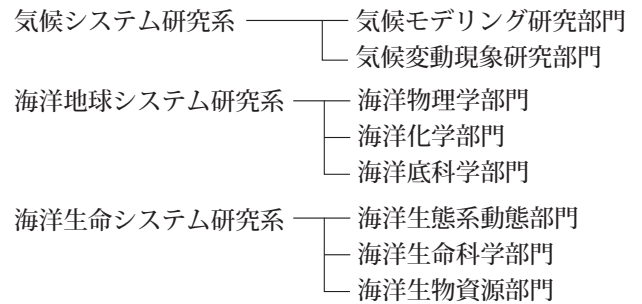 気候システム研究系 気候モデリング研究部門
気候変動現象研究部門
海洋地球システム研究系 海洋物理学部門
海洋化学部門
海洋底科学部門
海洋生命システム研究系 海洋生態系動態部門
海洋生命科学部門
海洋生物資源部門